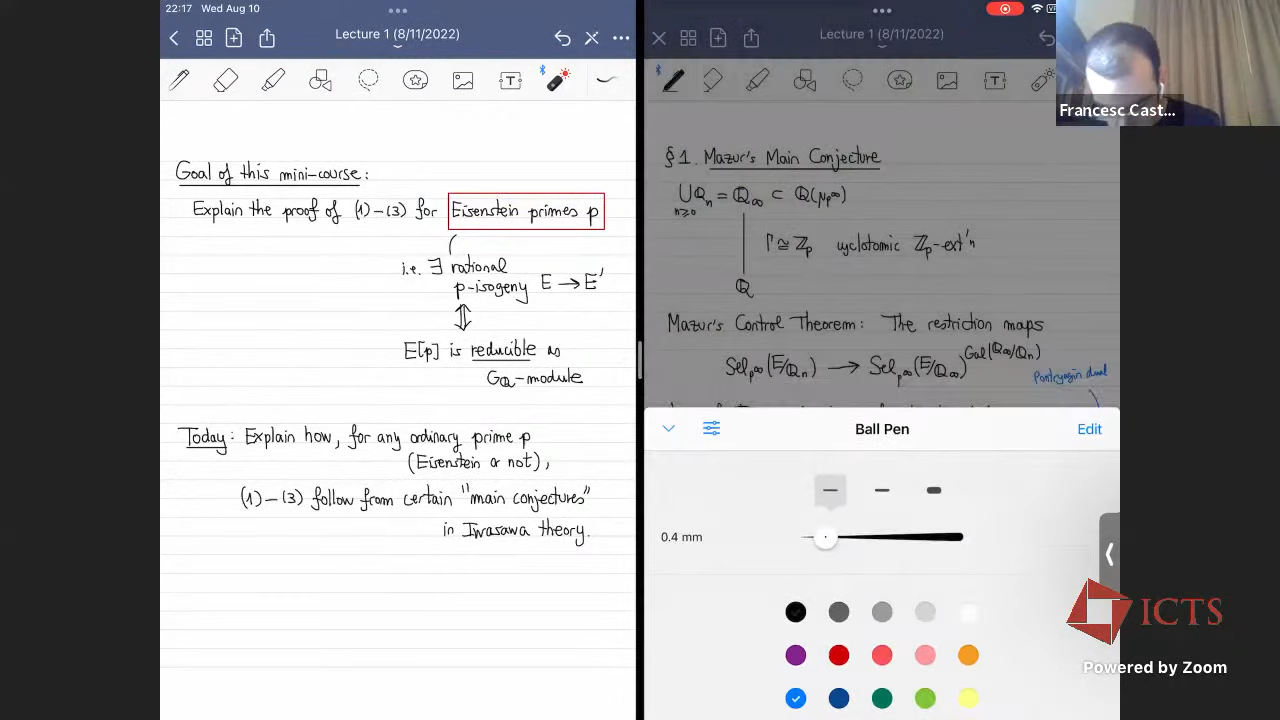 22:17 Wed Aug 10
Lecture 1 (8/11/2022)
Goal of this mini-course:
Explain the proof of (1)-(3) for Eisenstein primes p
i.e. ∃ rational
p-isogeny E → E'
⇕
E[p] is reducible as
G_ℚ-module
Today: Explain how, for any ordinary prime p
(Eisenstein or not),
(1)-(3) follow from certain "main conjectures"
in Iwasawa theory.
Lecture 1 (8/11/2022)
§1. Mazur's Main Conjecture
⋃_{n≥0} ℚ_n = ℚ_∞ ⊂ ℚ(μ_{p^∞})
Γ ≅ ℤ_p cyclotomic ℤ_p-ext'n
ℚ
Mazur's Control Theorem: The restriction maps
Sel_{p^∞}(E/ℚ_n) → Sel_{p^∞}(E/ℚ_∞)^{Gal(ℚ_∞/ℚ_n)}
Pontryagin dual
Ball Pen
Edit
0.4 mm
Francesc Cast...
ICTS
Powered by Zoom